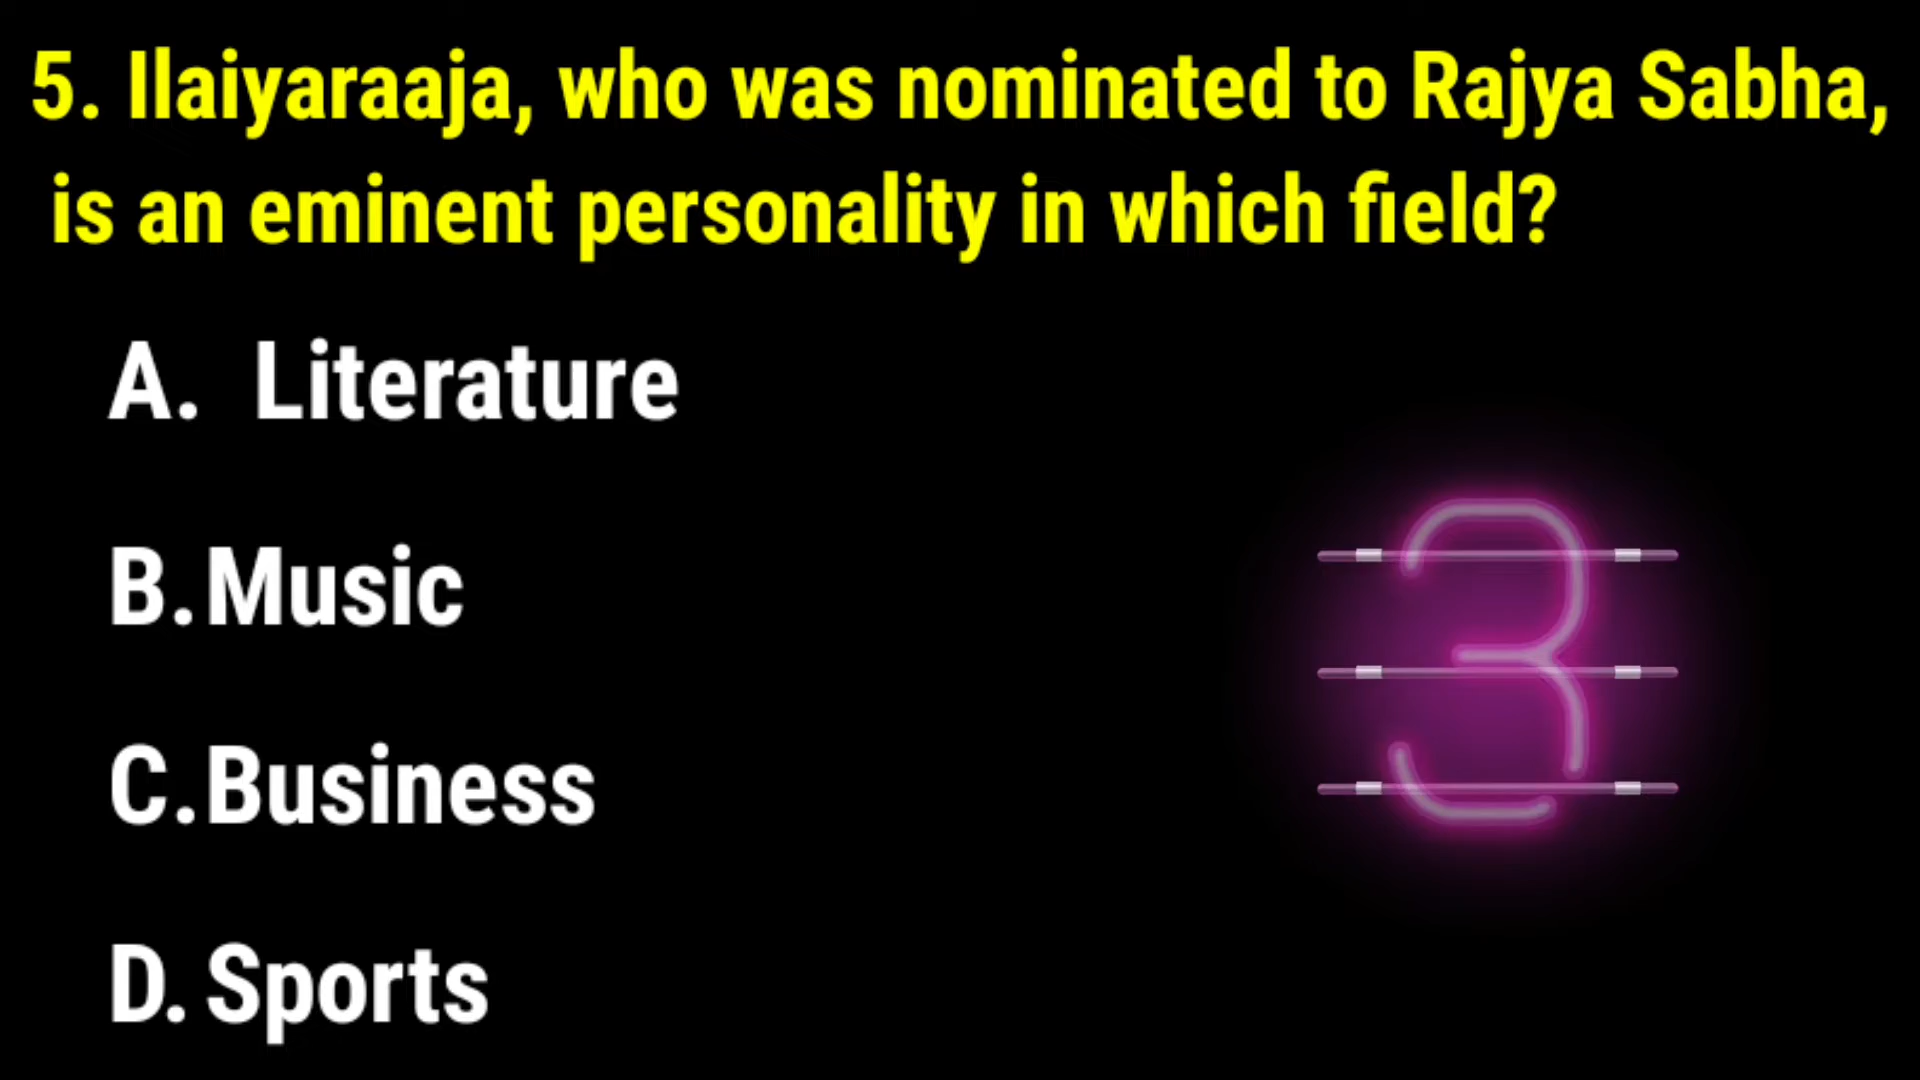 5. Ilaiyaraaja, who was nominated to Rajya Sabha,
is an eminent personality in which field?
A. Literature
B. Music
C. Business
D. Sports
3